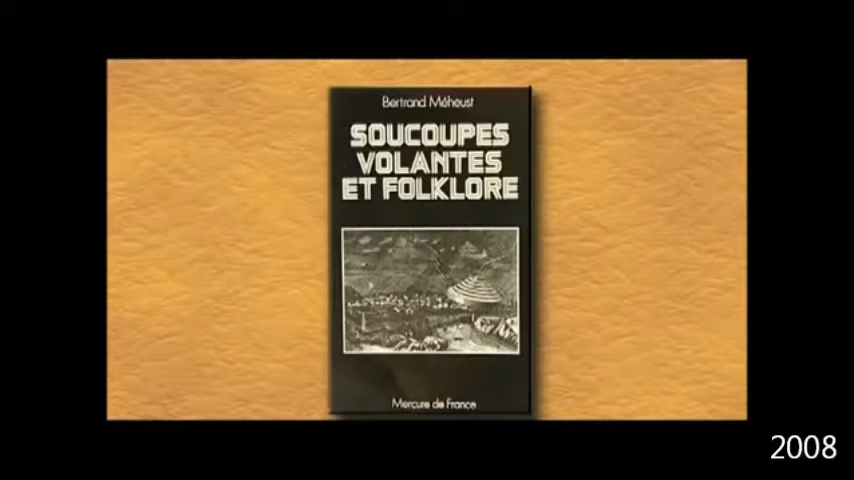 Bertrand Méheust
SOUCOUPES
VOLANTES
ET FOLKLORE
Mercure de France
2008